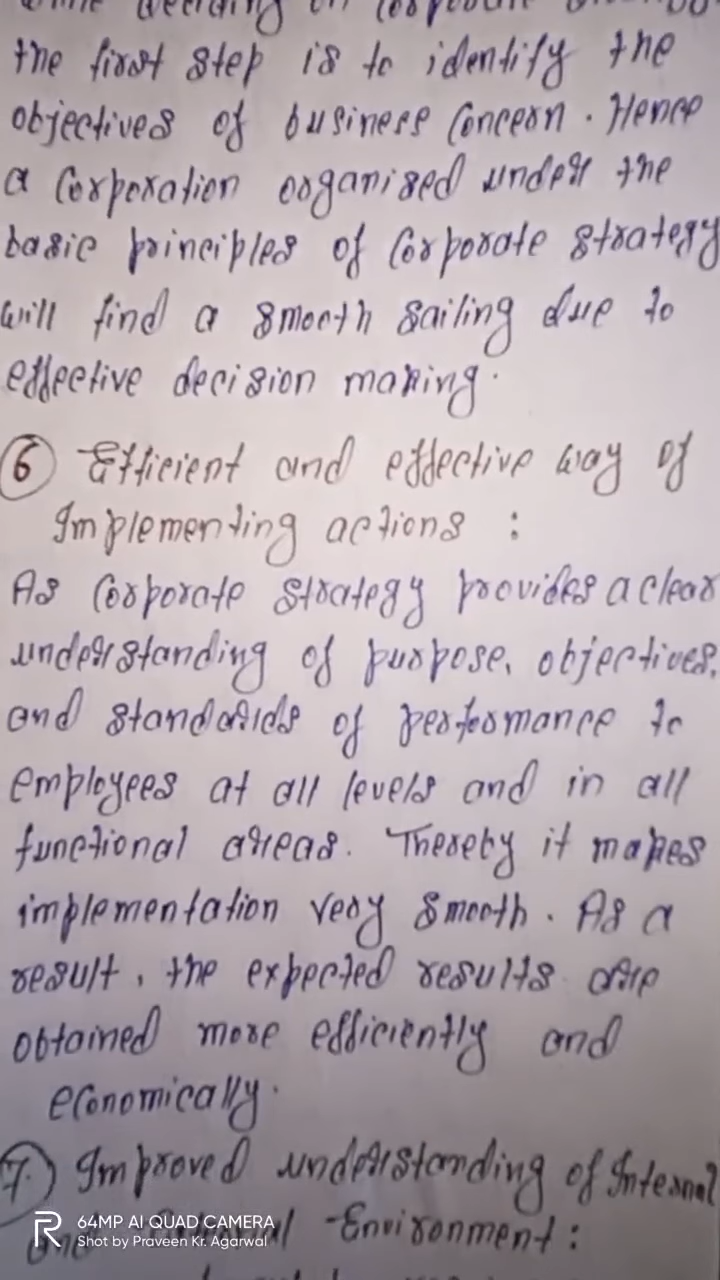 the first step is to identify the
objectives of business Concern. Hence
a Corporation organised under the
basic principles of Corporate strategy
will find a smooth sailing due to
effective decision making.
6 Efficient and effective way of
Implementing actions :
As Corporate strategy provides a clear
understanding of purpose, objectives,
and standards of performance to
employees at all levels and in all
functional areas. Thereby it makes
implementation very smooth. As a
result, the expected results are
obtained more efficiently and
economically.
7. Improved understanding of Internal
Environment :
64MP AI QUAD CAMERA
Shot by Praveen Kr. Agarwal